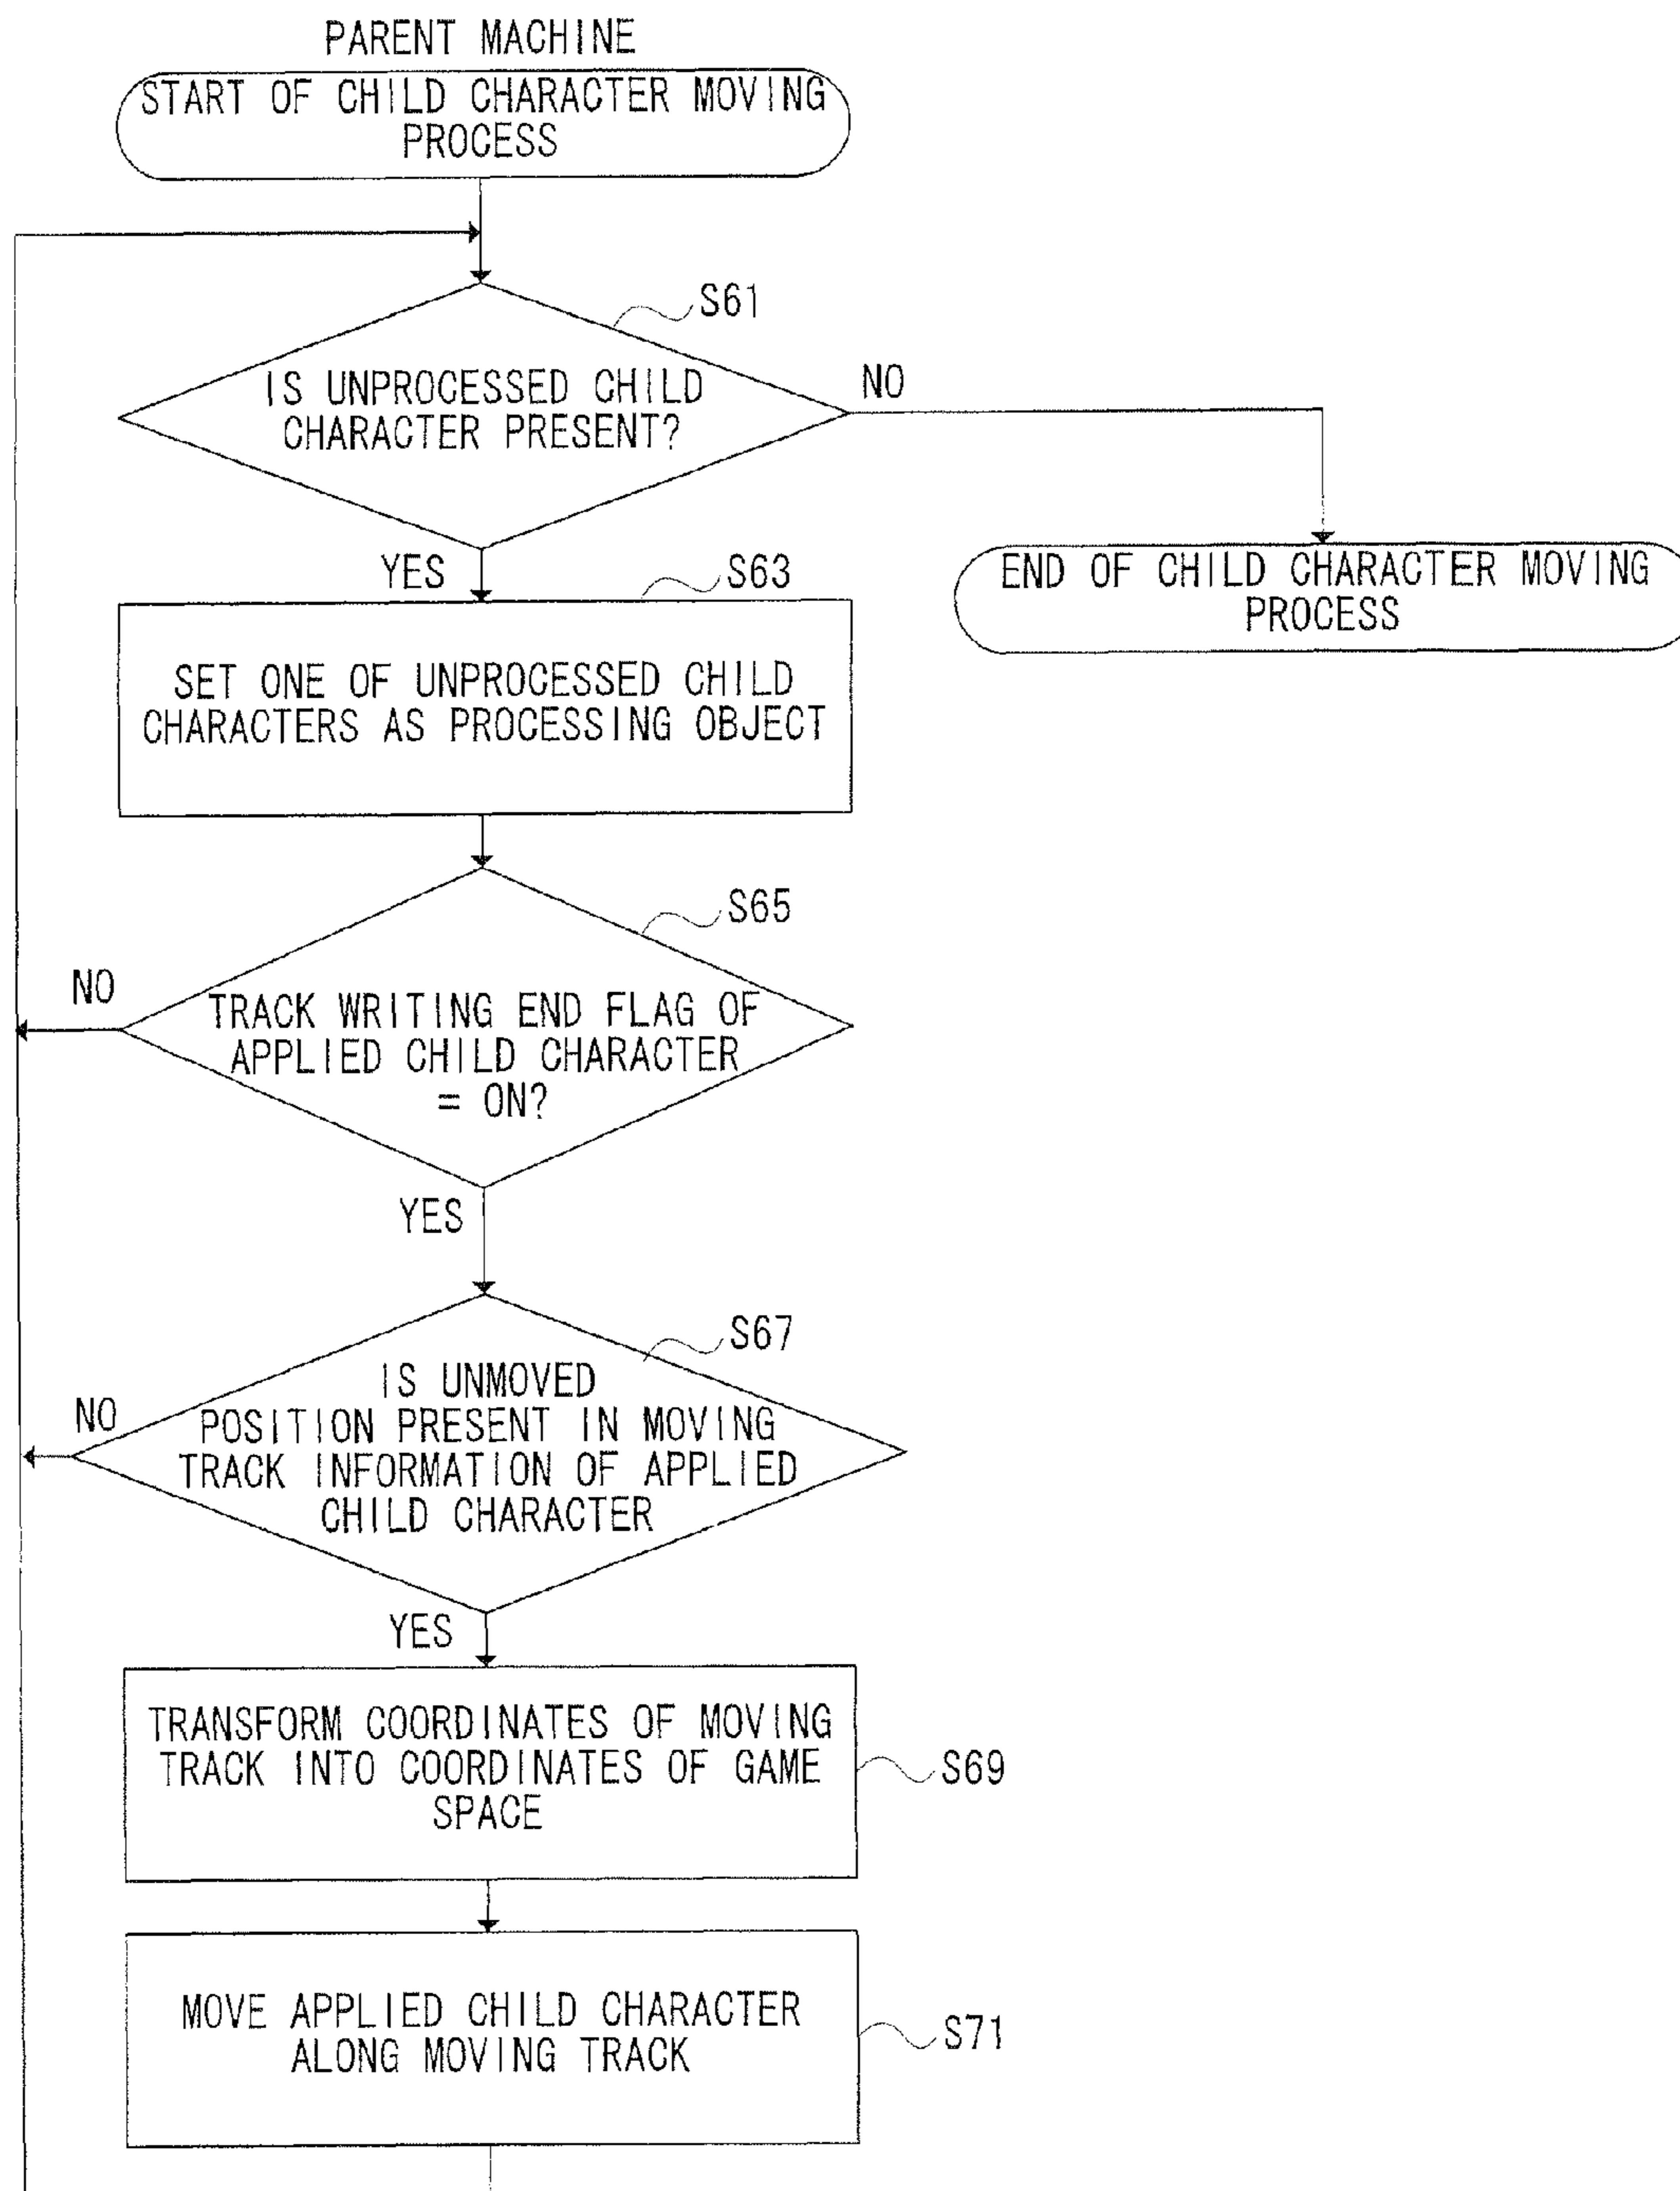 PARENT MACHINE
START OF CHILD CHARACTER MOVING
PROCESS
S61
IS UNPROCESSED CHILD
CHARACTER PRESENT?
NO
YES
END OF CHILD CHARACTER MOVING
PROCESS
S63
SET ONE OF UNPROCESSED CHILD
CHARACTERS AS PROCESSING OBJECT
S65
NO
TRACK WRITING END FLAG OF
APPLIED CHILD CHARACTER
= ON?
YES
S67
NO
IS UNMOVED
POSITION PRESENT IN MOVING
TRACK INFORMATION OF APPLIED
CHILD CHARACTER
YES
TRANSFORM COORDINATES OF MOVING
TRACK INTO COORDINATES OF GAME
SPACE
S69
MOVE APPLIED CHILD CHARACTER
ALONG MOVING TRACK
S71